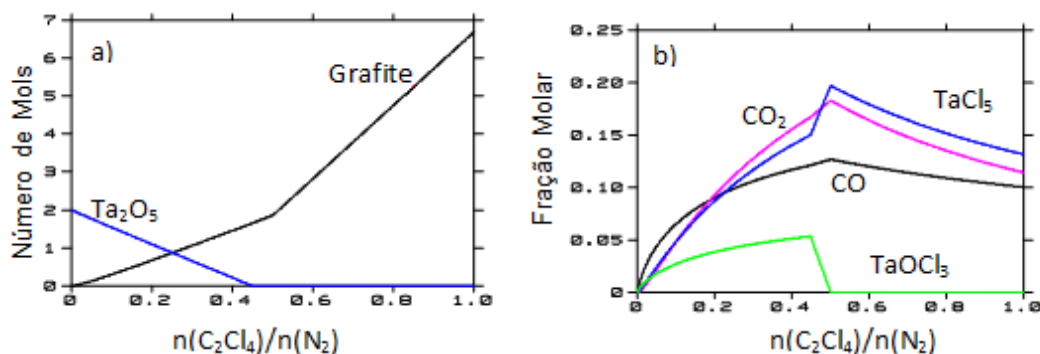 a)
Número de Mols
7
6
5
4
3
2
1
0
Grafite
Ta₂O₅
0 0.2 0.4 0.6 0.8 1.0
n(C₂Cl₄)/n(N₂)
b)
Fração Molar
0.25
0.20
0.15
0.10
0.05
0
CO₂
TaCl₅
CO
TaOCl₃
0 0.2 0.4 0.6 0.8 1.0
n(C₂Cl₄)/n(N₂)